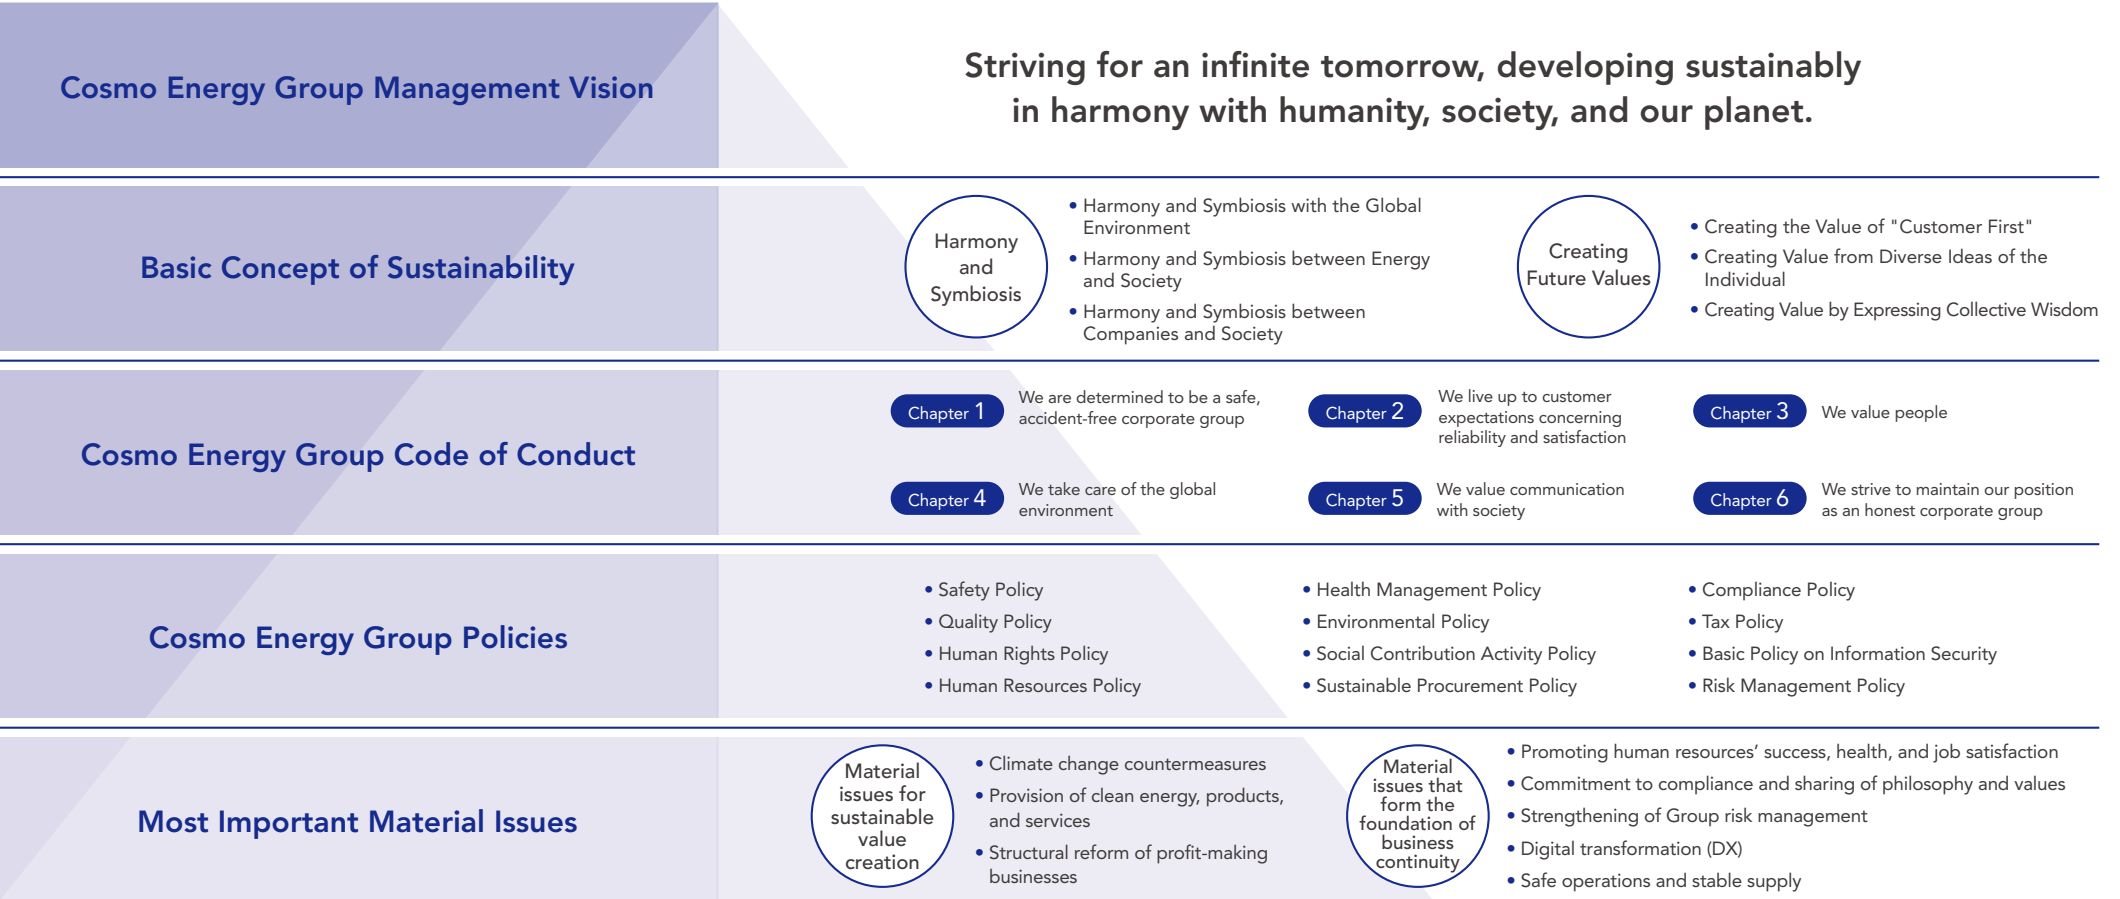 Cosmo Energy Group Management Vision
Striving for an infinite tomorrow, developing sustainably
in harmony with humanity, society, and our planet.
Basic Concept of Sustainability
Harmony
and
Symbiosis
• Harmony and Symbiosis with the Global
Environment
• Harmony and Symbiosis between Energy
and Society
• Harmony and Symbiosis between
Companies and Society
Creating
Future Values
• Creating the Value of "Customer First"
• Creating Value from Diverse Ideas of the
Individual
• Creating Value by Expressing Collective Wisdom
Cosmo Energy Group Code of Conduct
Chapter 1
We are determined to be a safe,
accident-free corporate group
Chapter 2
We live up to customer
expectations concerning
reliability and satisfaction
Chapter 3
We value people
Chapter 4
We take care of the global
environment
Chapter 5
We value communication
with society
Chapter 6
We strive to maintain our position
as an honest corporate group
Cosmo Energy Group Policies
• Safety Policy
• Quality Policy
• Human Rights Policy
• Human Resources Policy
• Health Management Policy
• Environmental Policy
• Social Contribution Activity Policy
• Sustainable Procurement Policy
• Compliance Policy
• Tax Policy
• Basic Policy on Information Security
• Risk Management Policy
Most Important Material Issues
Material
issues for
sustainable
value
creation
• Climate change countermeasures
• Provision of clean energy, products,
and services
• Structural reform of profit-making
businesses
Material
issues that
form the
foundation of
business
continuity
• Promoting human resources’ success, health, and job satisfaction
• Commitment to compliance and sharing of philosophy and values
• Strengthening of Group risk management
• Digital transformation (DX)
• Safe operations and stable supply